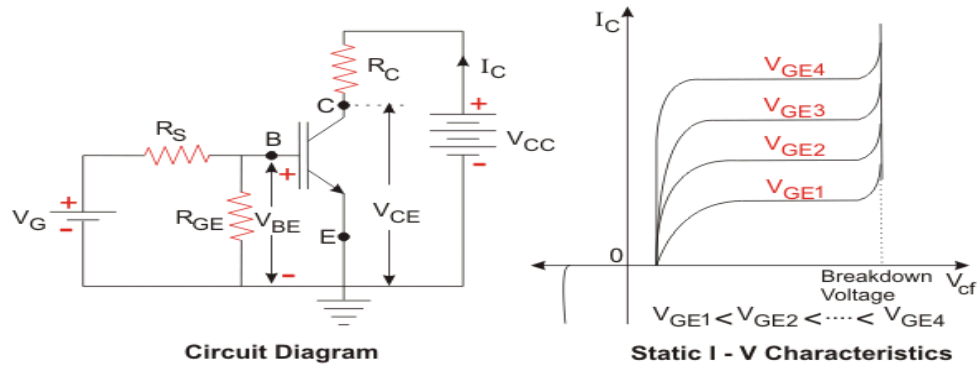 R_C
I_C
C
R_S
B
+
+
V_CC
-
+
V_G
-
R_GE
V_BE
V_CE
E
-
Circuit Diagram
I_C
V_GE4
V_GE3
V_GE2
V_GE1
0
Breakdown
Voltage
V_cf
V_GE1 < V_GE2 < ..... < V_GE4
Static I - V Characteristics